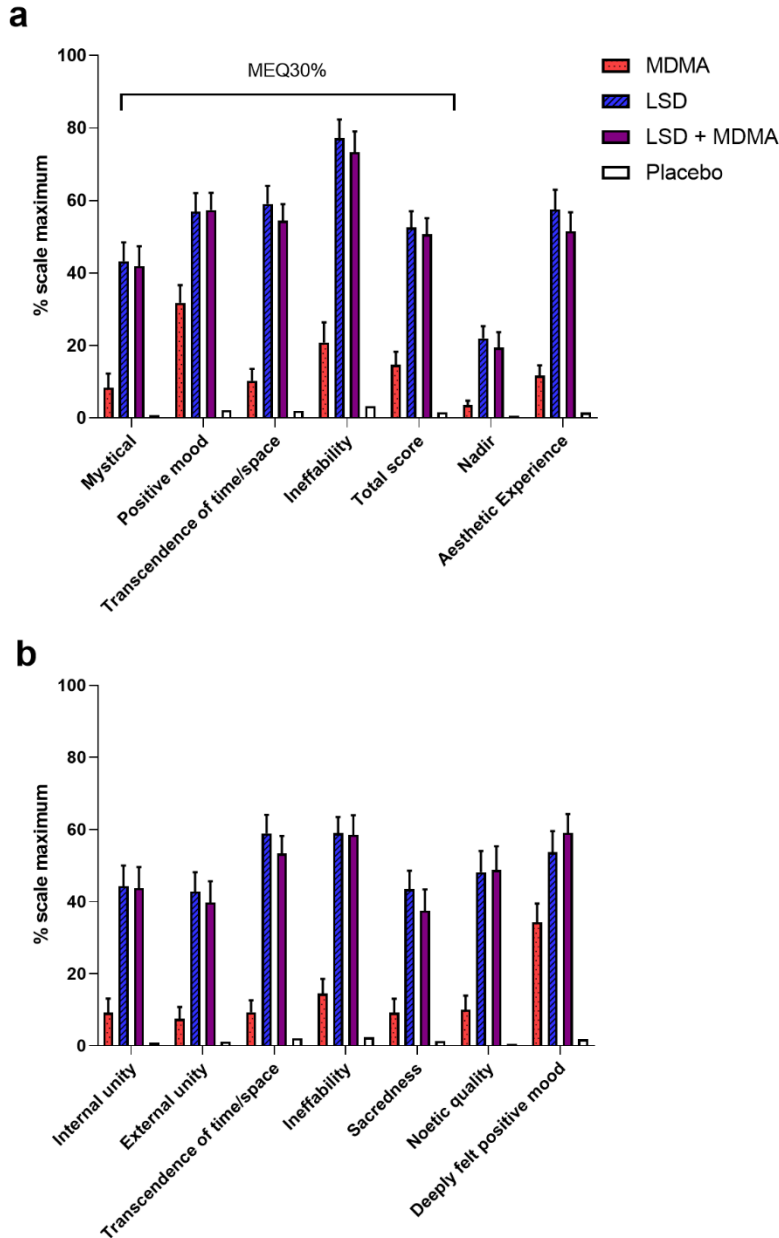 a
MEQ30%
MDMA
LSD
LSD + MDMA
Placebo
% scale maximum
100
80
60
40
20
0
Mystical
Positive mood
Transcendence of time/space
Ineffability
Total score
Nadir
Aesthetic Experience
b
% scale maximum
100
80
60
40
20
0
Internal unity
External unity
Transcendence of time/space
Ineffability
Sacredness
Noetic quality
Deeply felt positive mood